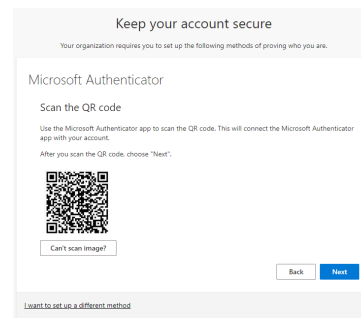 Keep your account secure
Your organization requires you to set up the following methods of proving who you are.
Microsoft Authenticator
Scan the QR code
Use the Microsoft Authenticator app to scan the QR code. This will connect the Microsoft Authenticator
app with your account.
After you scan the QR code, choose "Next".
Can't scan image?
Back Next
I want to set up a different method